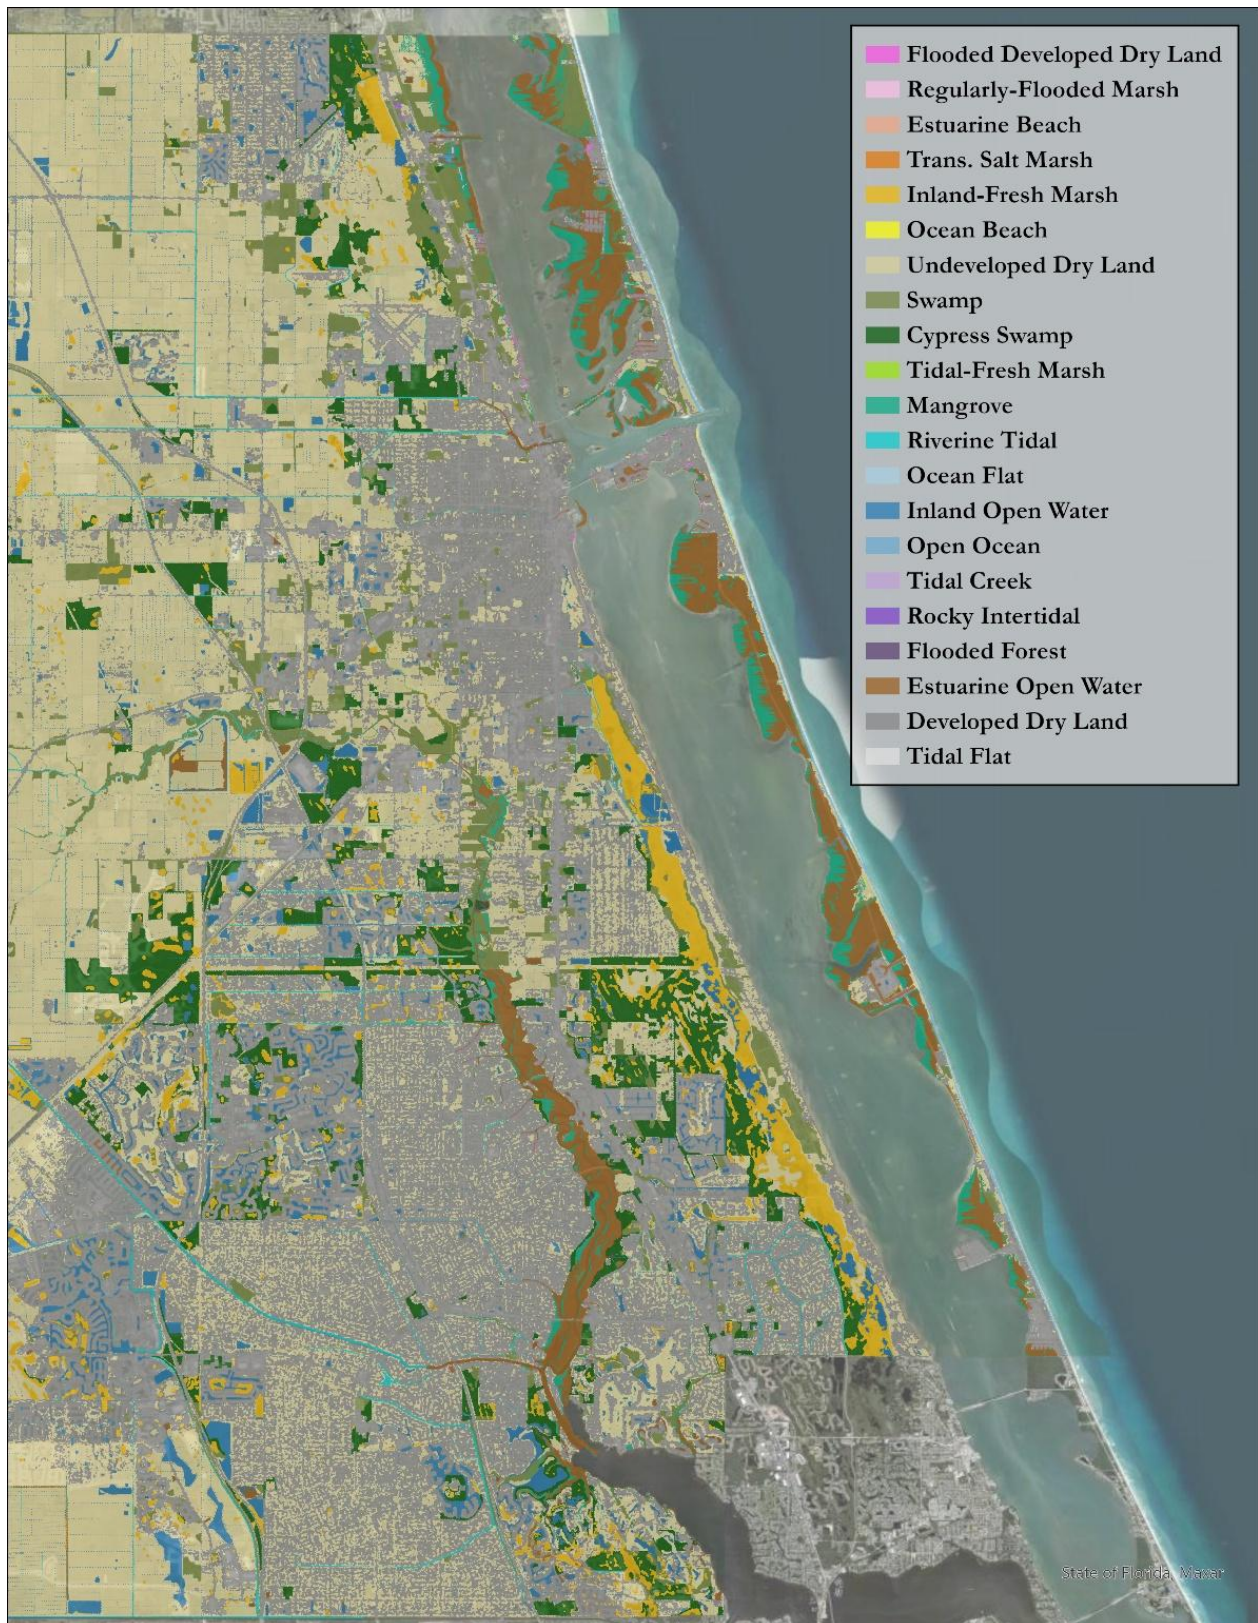 Flooded Developed Dry Land
Regularly-Flooded Marsh
Estuarine Beach
Trans. Salt Marsh
Inland-Fresh Marsh
Ocean Beach
Undeveloped Dry Land
Swamp
Cypress Swamp
Tidal-Fresh Marsh
Mangrove
Riverine Tidal
Ocean Flat
Inland Open Water
Open Ocean
Tidal Creek
Rocky Intertidal
Flooded Forest
Estuarine Open Water
Developed Dry Land
Tidal Flat
State of Florida, Maxar